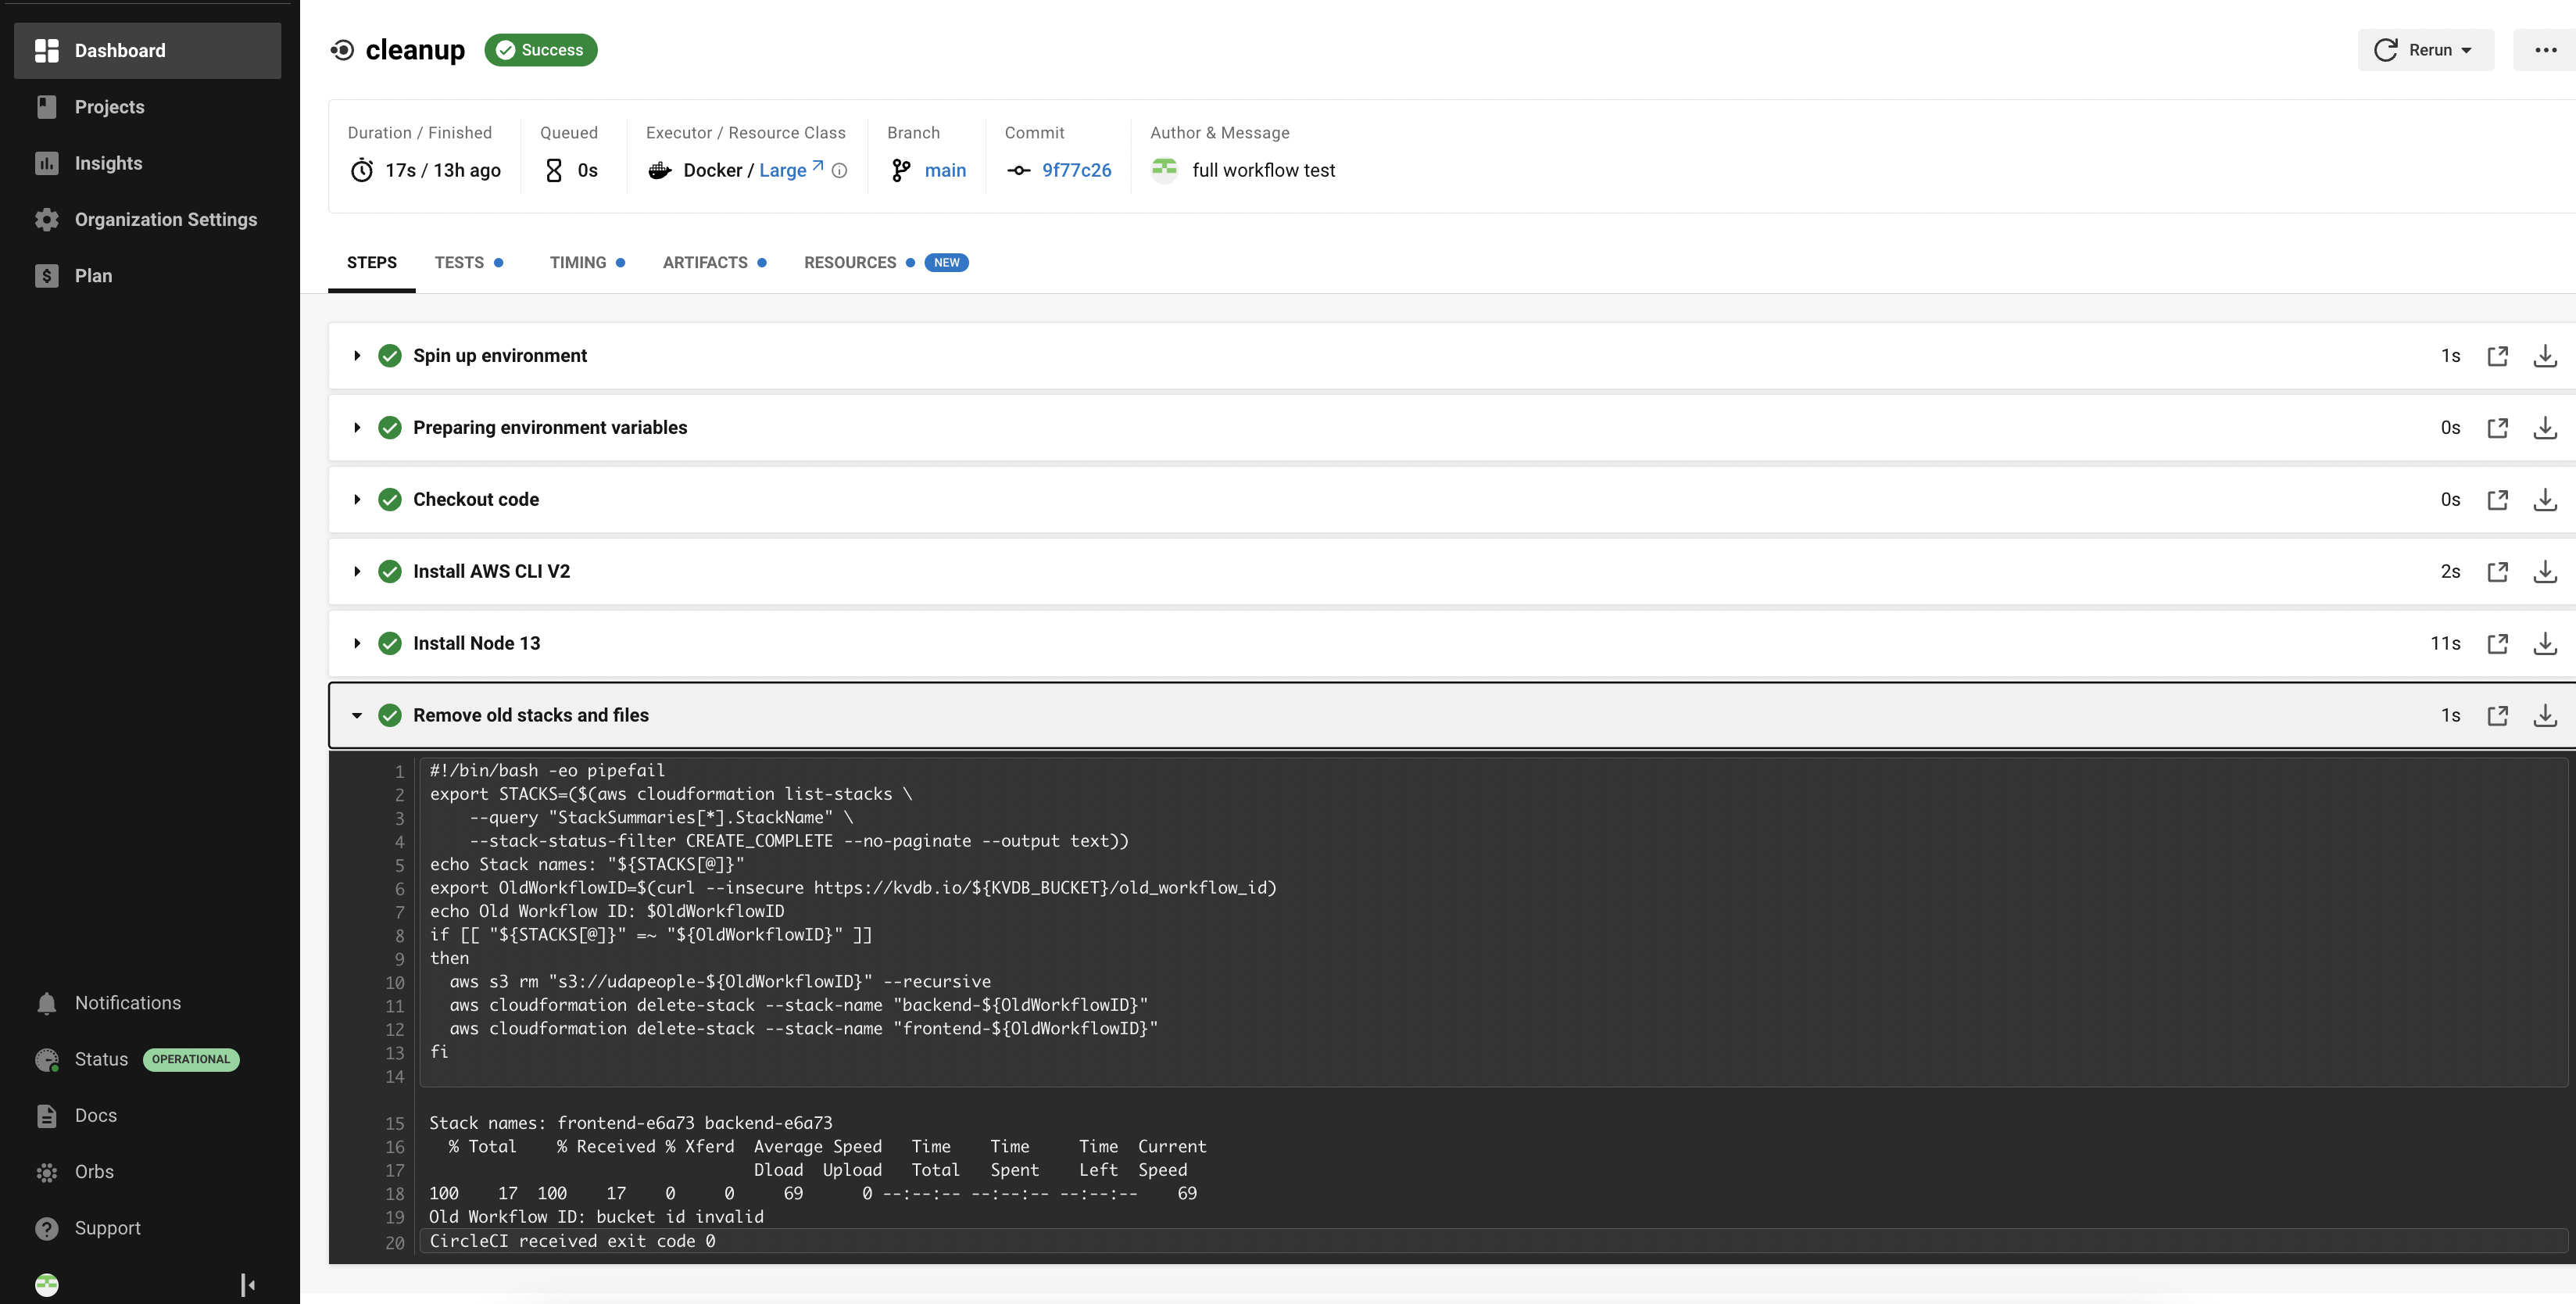 Dashboard
Projects
Insights
Organization Settings
Plan
Notifications
Status OPERATIONAL
Docs
Orbs
Support
cleanup Success
Rerun
Duration / Finished
17s / 13h ago
Queued
0s
Executor / Resource Class
Docker / Large
Branch
main
Commit
9f77c26
Author & Message
full workflow test
STEPS TESTS TIMING ARTIFACTS RESOURCES NEW
Spin up environment 1s
Preparing environment variables 0s
Checkout code 0s
Install AWS CLI V2 2s
Install Node 13 11s
Remove old stacks and files 1s
1 #!/bin/bash -eo pipefail
2 export STACKS=($(aws cloudformation list-stacks \
3     --query "StackSummaries[*].StackName" \
4     --stack-status-filter CREATE_COMPLETE --no-paginate --output text))
5 echo Stack names: "${STACKS[@]}"
6 export OldWorkflowID=$(curl --insecure https://kvdb.io/${KVDB_BUCKET}/old_workflow_id)
7 echo Old Workflow ID: $OldWorkflowID
8 if [[ "${STACKS[@]}" =~ "${OldWorkflowID}" ]]
9 then
10   aws s3 rm "s3://udapeople-${OldWorkflowID}" --recursive
11   aws cloudformation delete-stack --stack-name "backend-${OldWorkflowID}"
12   aws cloudformation delete-stack --stack-name "frontend-${OldWorkflowID}"
13 fi
14
15 Stack names: frontend-e6a73 backend-e6a73
16   % Total    % Received % Xferd  Average Speed   Time    Time     Time  Current
17                                  Dload  Upload   Total   Spent    Left  Speed
18 100    17  100    17    0     0     69      0 --:--:-- --:--:-- --:--:--    69
19 Old Workflow ID: bucket id invalid
20 CircleCI received exit code 0